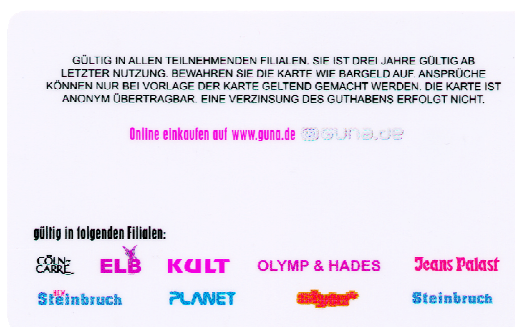 GÜLTIG IN ALLEN TEILNEHMENDEN FILIALEN. SIE IST DREI JAHRE GÜLTIG AB
LETZTER NUTZUNG. BEWAHREN SIE DIE KARTE WIE BARGELD AUF. ANSPRÜCHE
KÖNNEN NUR BEI VORLAGE DER KARTE GELTEND GEMACHT WERDEN. DIE KARTE IST
ANONYM ÜBERTRAGBAR. EINE VERZINSUNG DES GUTHABENS ERFOLGT NICHT.
Online einkaufen auf www.guna.de guna.de
gültig in folgenden Filialen:
CÖLN
CARRÉ ELB KULT OLYMP & HADES Jeans Palast
NEW
Steinbruch PLANET Steinbruch